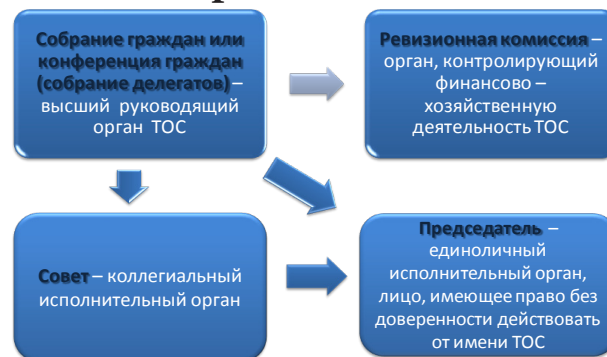 Собрание граждан или
конференция граждан
(собрание делегатов) –
высший руководящий
орган ТОС
Ревизионная комиссия –
орган, контролирующий
финансово –
хозяйственную
деятельность ТОС
Совет – коллегиальный
исполнительный орган
Председатель –
единоличный
исполнительный орган,
лицо, имеющее право без
доверенности действовать
от имени ТОС